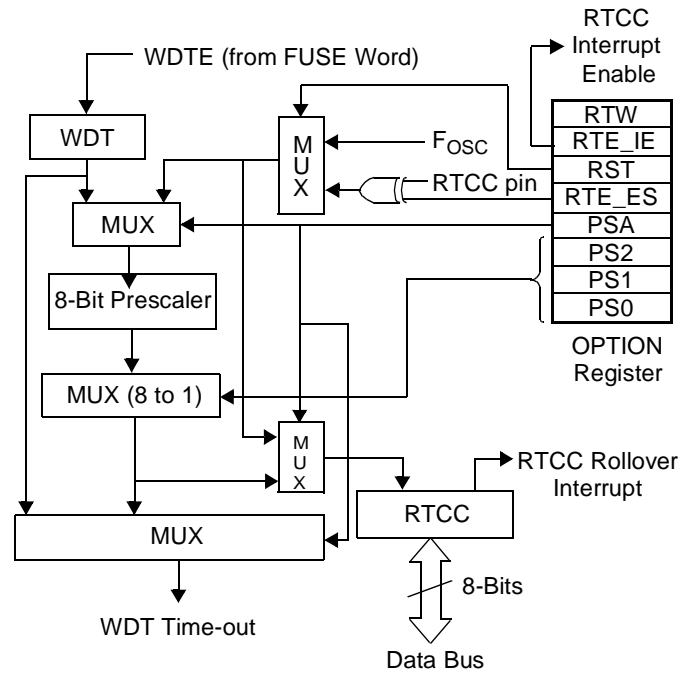 RTCC
Interrupt
Enable
WDTE (from FUSE Word)
RTW
RTE_IE
RST
RTE_ES
PSA
PS2
PS1
PS0
OPTION
Register
WDT
M
U
X
FOSC
RTCC pin
MUX
8-Bit Prescaler
MUX (8 to 1)
M
U
X
RTCC Rollover
Interrupt
RTCC
MUX
8-Bits
WDT Time-out
Data Bus